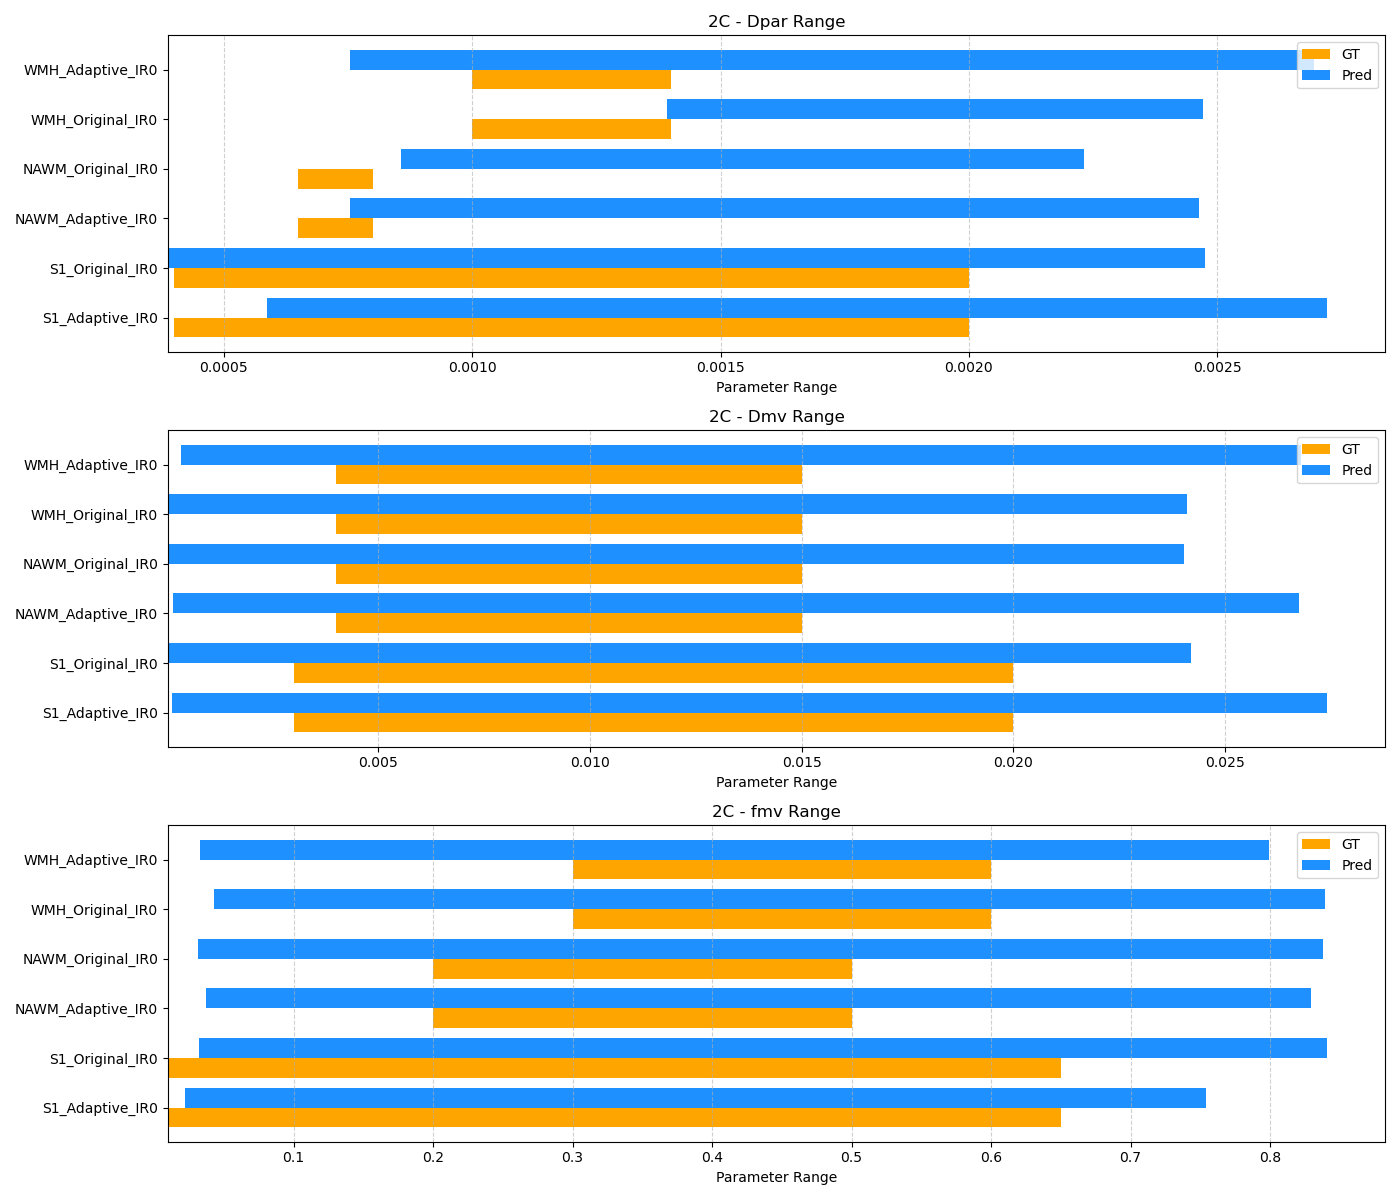 2C - Dpar Range
GT
Pred
WMH_Adaptive_IR0
WMH_Original_IR0
NAWM_Original_IR0
NAWM_Adaptive_IR0
S1_Original_IR0
S1_Adaptive_IR0
0.0005 0.0010 0.0015 0.0020 0.0025
Parameter Range
2C - Dmv Range
GT
Pred
WMH_Adaptive_IR0
WMH_Original_IR0
NAWM_Original_IR0
NAWM_Adaptive_IR0
S1_Original_IR0
S1_Adaptive_IR0
0.005 0.010 0.015 0.020 0.025
Parameter Range
2C - fmv Range
GT
Pred
WMH_Adaptive_IR0
WMH_Original_IR0
NAWM_Original_IR0
NAWM_Adaptive_IR0
S1_Original_IR0
S1_Adaptive_IR0
0.1 0.2 0.3 0.4 0.5 0.6 0.7 0.8
Parameter Range